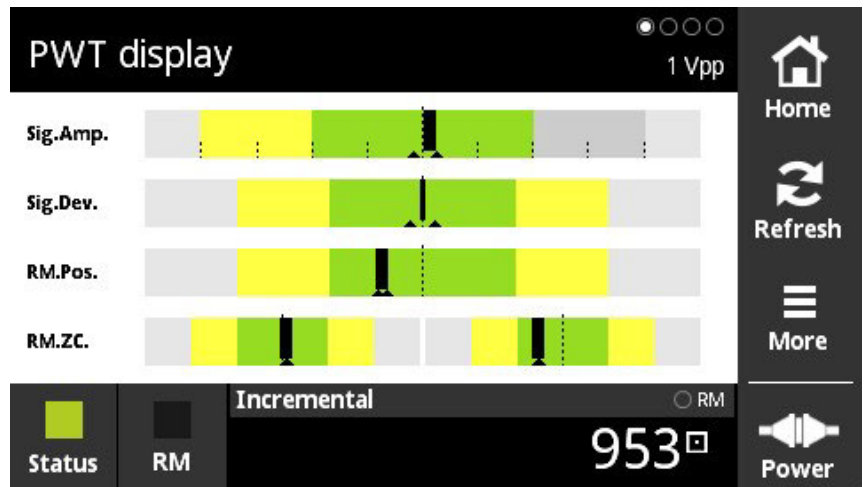 PWT display
1 Vpp
Home
Sig.Amp.
Sig.Dev.
Refresh
RM.Pos.
RM.ZC.
More
Incremental
RM
953
Status
RM
Power